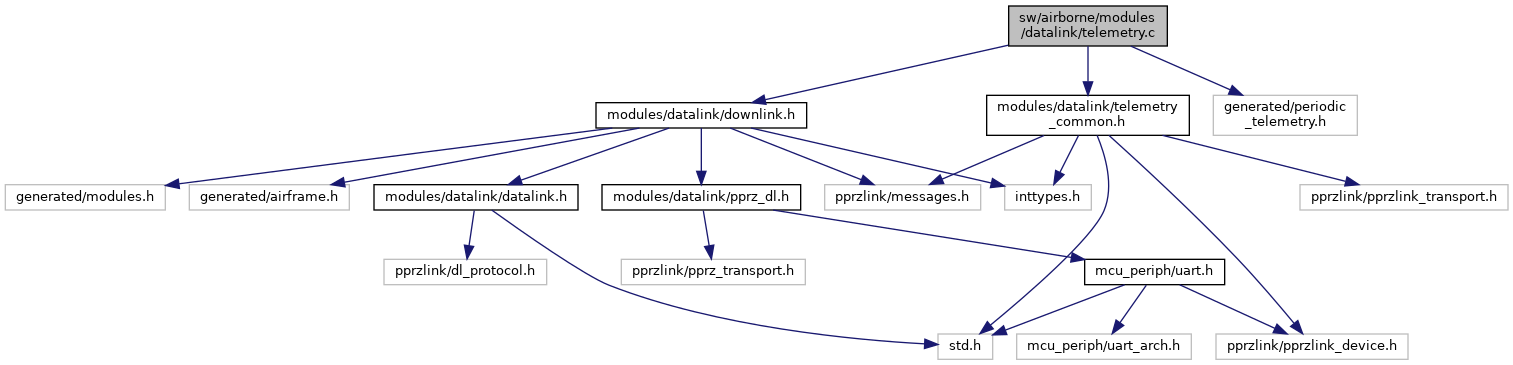 sw/airborne/modules
/datalink/telemetry.c
modules/datalink/downlink.h
modules/datalink/telemetry
_common.h
generated/periodic
_telemetry.h
generated/modules.h
generated/airframe.h
modules/datalink/datalink.h
modules/datalink/pprz_dl.h
pprzlink/messages.h
inttypes.h
pprzlink/pprzlink_transport.h
pprzlink/dl_protocol.h
pprzlink/pprz_transport.h
mcu_periph/uart.h
std.h
mcu_periph/uart_arch.h
pprzlink/pprzlink_device.h